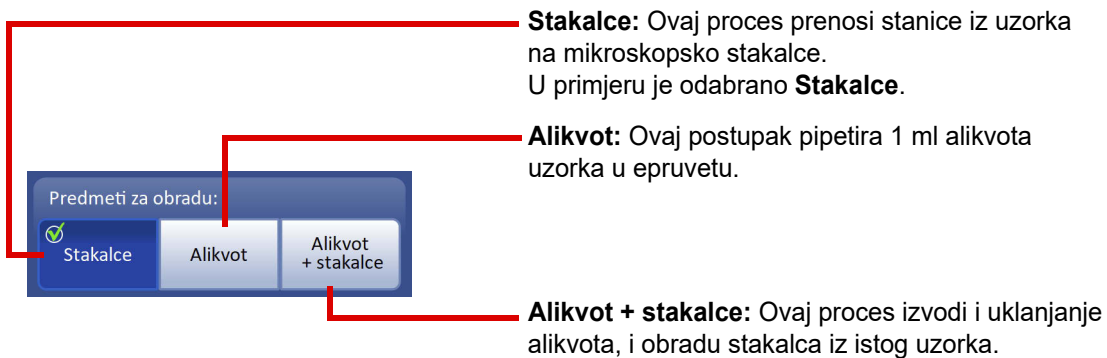 Stakalce: Ovaj proces prenosi stanice iz uzorka
na mikroskopsko stakalce.
U primjeru je odabrano Stakalce.
Alikvot: Ovaj postupak pipetira 1 ml alikvota
uzorka u epruvetu.
Predmeti za obradu:
Stakalce
Alikvot
Alikvot
+ stakalce
Alikvot + stakalce: Ovaj proces izvodi i uklanjanje
alikvota, i obradu stakalca iz istog uzorka.